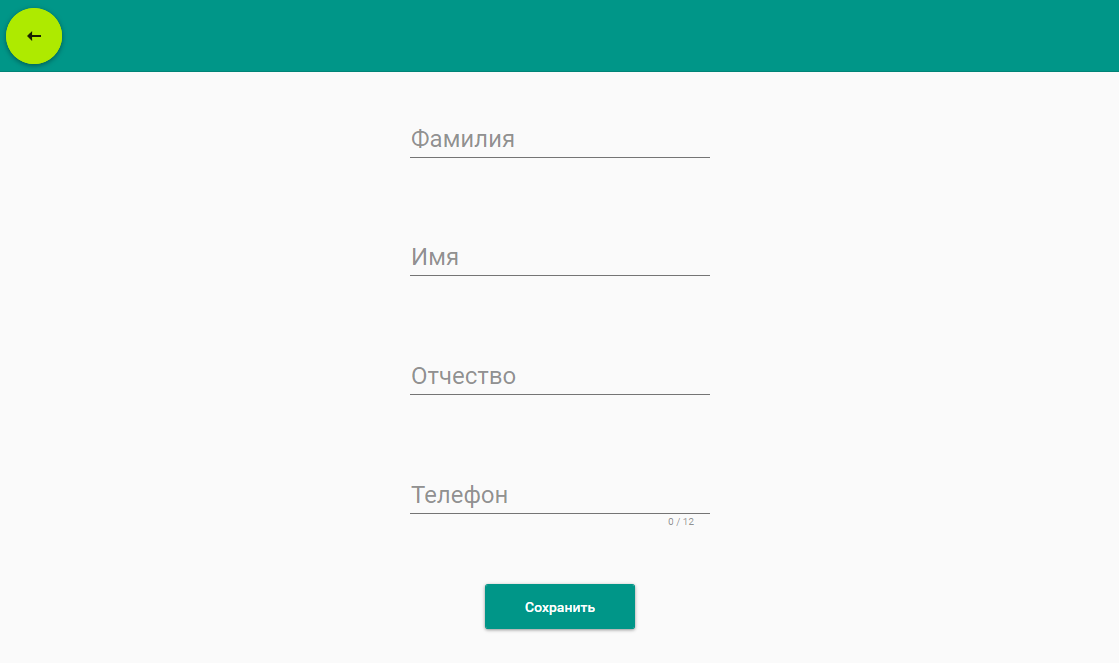 Фамилия
Имя
Отчество
Телефон
0 / 12
Сохранить